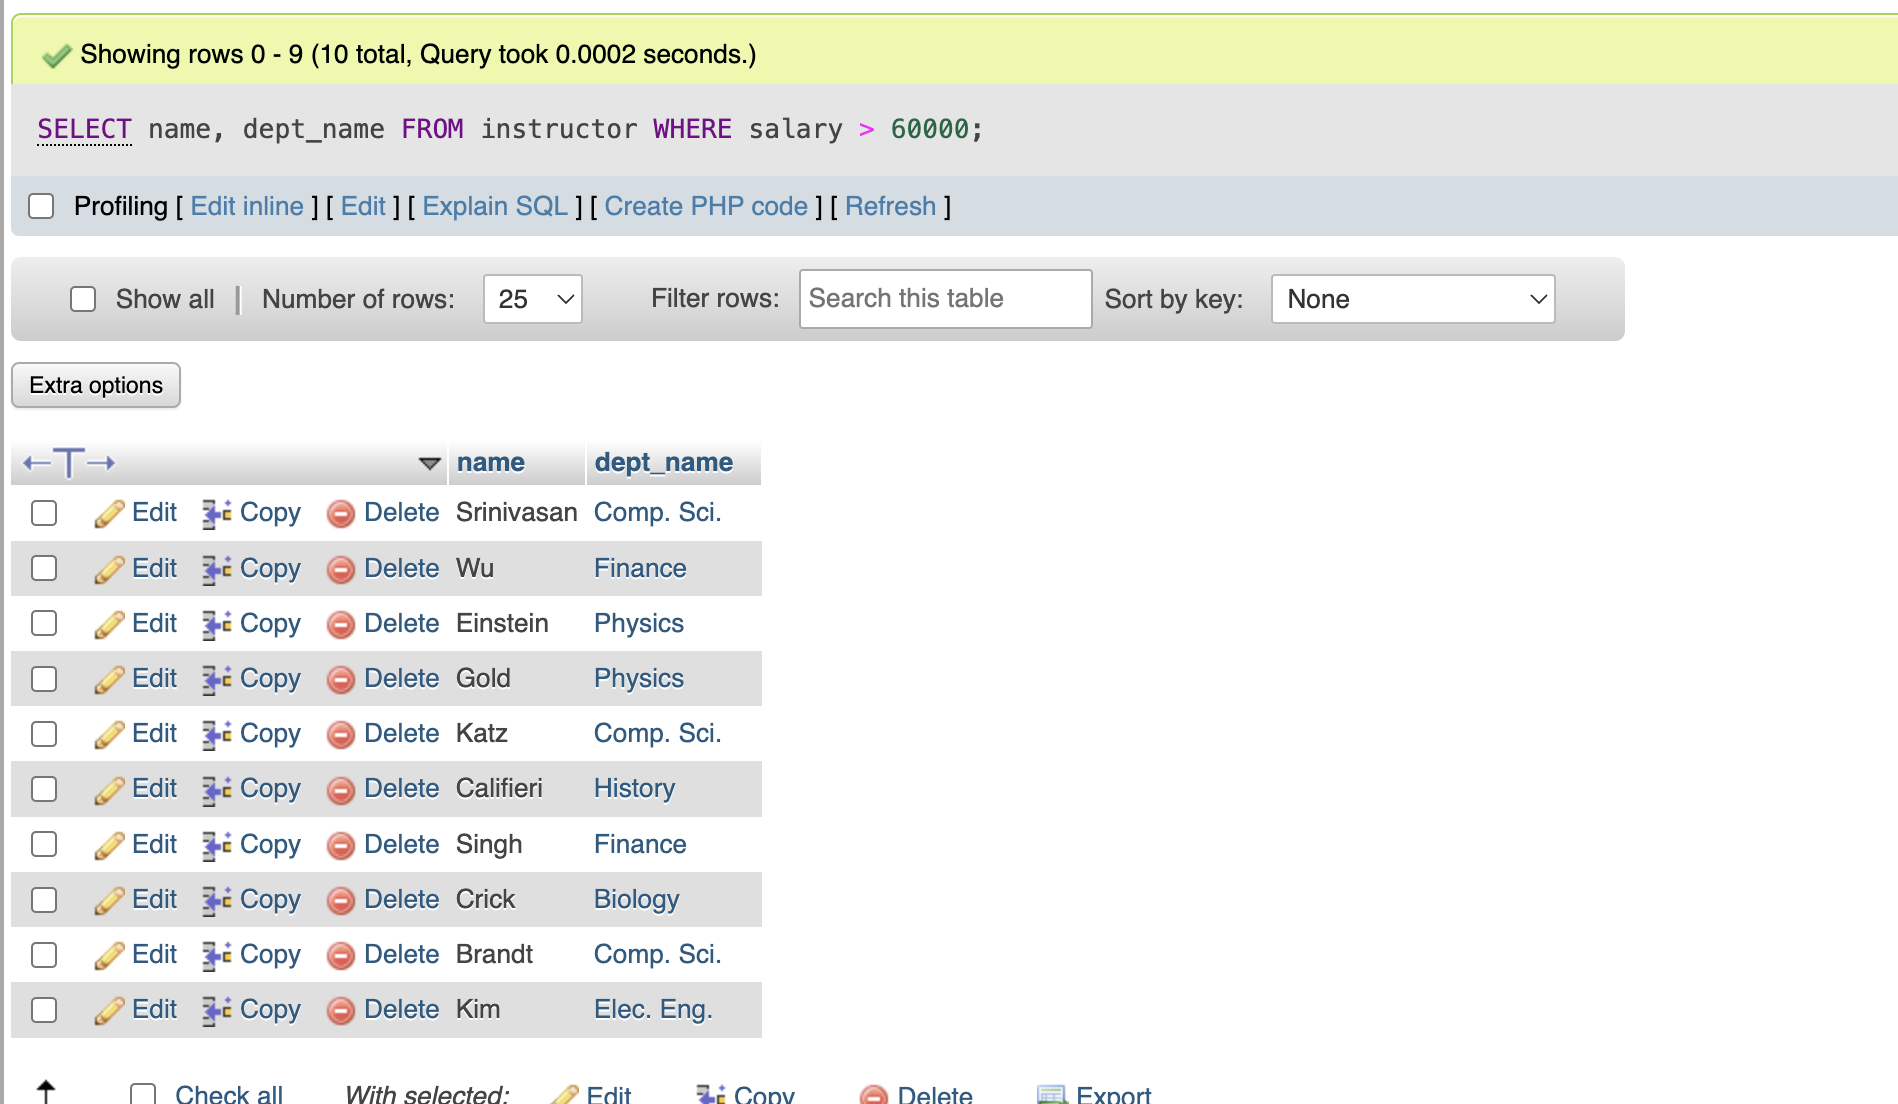 Showing rows 0 - 9 (10 total, Query took 0.0002 seconds.)
SELECT name, dept_name FROM instructor WHERE salary > 60000;
Profiling [ Edit inline ] [ Edit ] [ Explain SQL ] [ Create PHP code ] [ Refresh ]
Show all | Number of rows: 25 Filter rows: Search this table Sort by key: None
Extra options
←T→ name dept_name
Edit Copy Delete Srinivasan Comp. Sci.
Edit Copy Delete Wu Finance
Edit Copy Delete Einstein Physics
Edit Copy Delete Gold Physics
Edit Copy Delete Katz Comp. Sci.
Edit Copy Delete Califieri History
Edit Copy Delete Singh Finance
Edit Copy Delete Crick Biology
Edit Copy Delete Brandt Comp. Sci.
Edit Copy Delete Kim Elec. Eng.
Check all With selected: Edit Copy Delete Export